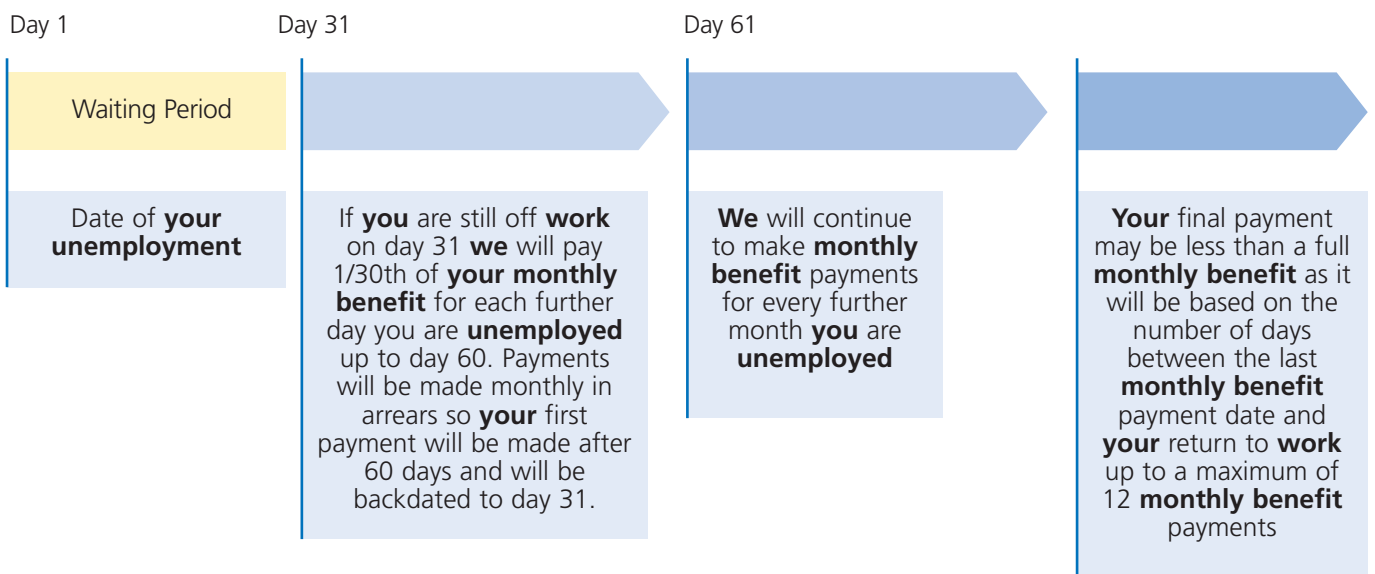 Day 1
Day 31
Day 61
Waiting Period
Date of your
unemployment
If you are still off work
on day 31 we will pay
1/30th of your monthly
benefit for each further
day you are unemployed
up to day 60. Payments
will be made monthly in
arrears so your first
payment will be made after
60 days and will be
backdated to day 31.
We will continue
to make monthly
benefit payments
for every further
month you are
unemployed
Your final payment
may be less than a full
monthly benefit as it
will be based on the
number of days
between the last
monthly benefit
payment date and
your return to work
up to a maximum of
12 monthly benefit
payments